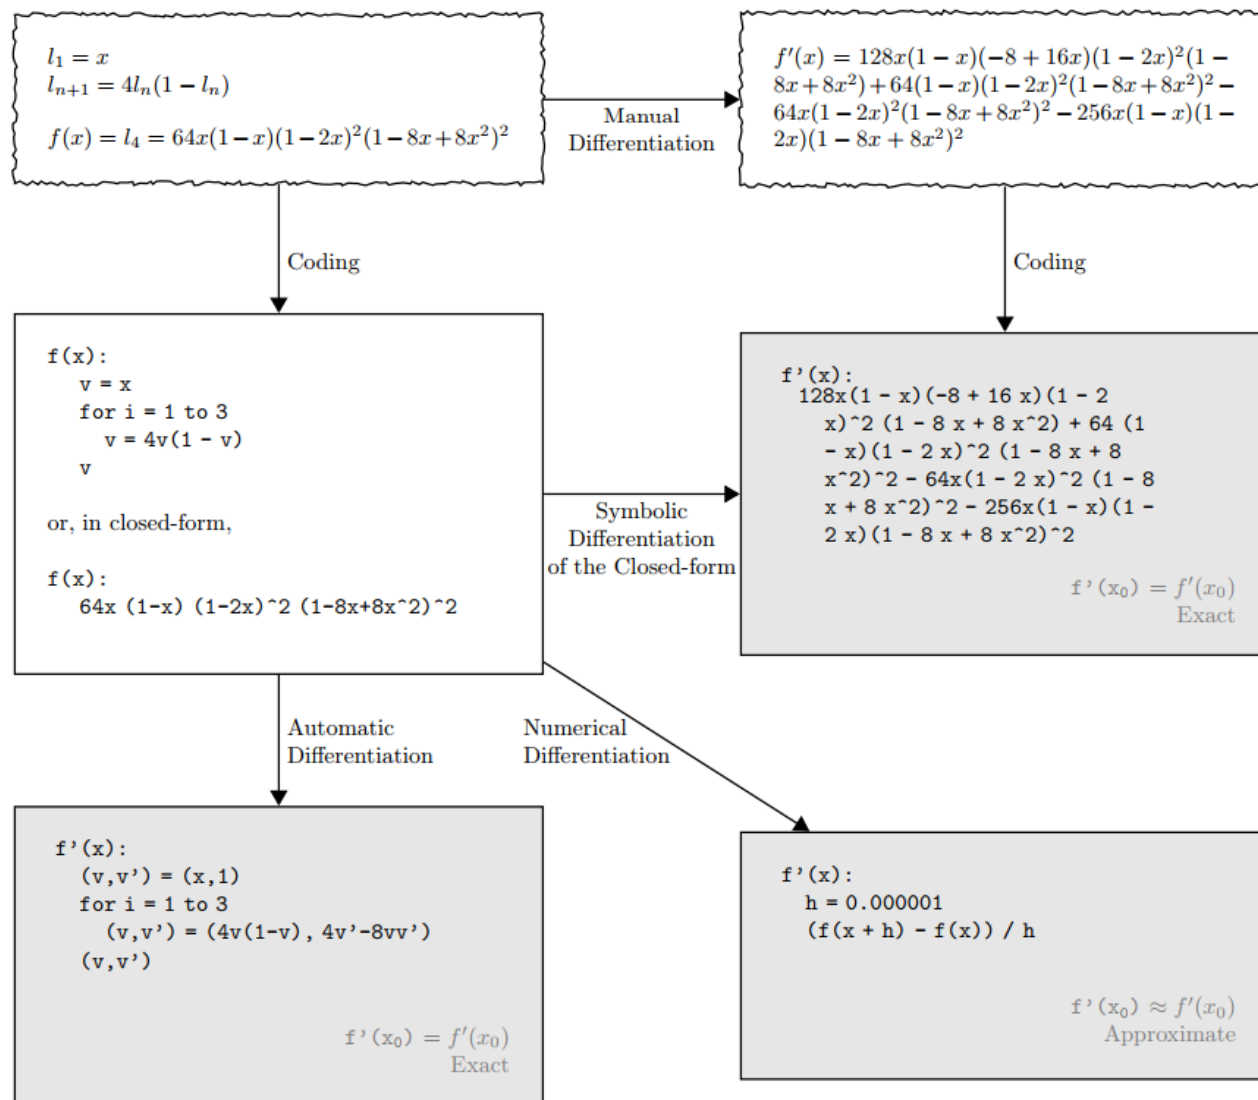 l₁ = x
lₙ₊₁ = 4lₙ(1 − lₙ)
f(x) = l₄ = 64x(1−x)(1−2x)²(1−8x+8x²)²
Manual
Differentiation
f′(x) = 128x(1 − x)(−8 + 16x)(1 − 2x)²(1 −
8x+8x²)+64(1−x)(1−2x)²(1−8x+8x²)²−
64x(1−2x)²(1−8x+8x²)²−256x(1−x)(1−
2x)(1 − 8x + 8x²)²
Coding
Coding
f(x):
v = x
for i = 1 to 3
v = 4v(1 - v)
v
or, in closed-form,
f(x):
64x (1-x) (1-2x)^2 (1-8x+8x^2)^2
Symbolic
Differentiation
of the Closed-form
f'(x):
128x(1 - x)(-8 + 16 x)(1 - 2
x)^2 (1 - 8 x + 8 x^2) + 64 (1
- x)(1 - 2 x)^2 (1 - 8 x + 8
x^2)^2 - 64x(1 - 2 x)^2 (1 - 8
x + 8 x^2)^2 - 256x(1 - x)(1 -
2 x)(1 - 8 x + 8 x^2)^2
f'(x₀) = f′(x₀)
Exact
Automatic
Differentiation
Numerical
Differentiation
f'(x):
(v,v') = (x,1)
for i = 1 to 3
(v,v') = (4v(1-v), 4v'-8vv')
(v,v')
f'(x₀) = f′(x₀)
Exact
f'(x):
h = 0.000001
(f(x + h) - f(x)) / h
f'(x₀) ≈ f′(x₀)
Approximate